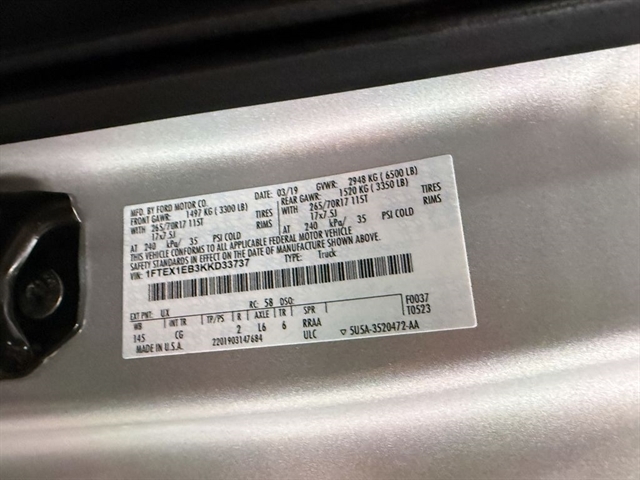 MFD. BY FORD MOTOR CO. DATE: 03/19 GVWR: 2948 KG ( 6500 LB)
FRONT GAWR: 1497 KG (3300 LB) REAR GAWR: 1520 KG ( 3350 LB)
WITH 265/70R17 115T TIRES WITH 265/70R17 115T TIRES
17x7.5J RIMS 17x7.5J RIMS
AT 240 kPa/ 35 PSI COLD AT 240 kPa/ 35 PSI COLD
THIS VEHICLE CONFORMS TO ALL APPLICABLE FEDERAL MOTOR VEHICLE
SAFETY STANDARDS IN EFFECT ON THE DATE OF MANUFACTURE SHOWN ABOVE.
VIN: 1FTEX1EB3KKD33737 TYPE: Truck
EXT PNT: UX RC: 58 DSO: F0037
WB INT TR TP/PS R AXLE TR SPR T0523
145 CG 2 L6 6 RRAA
MADE IN U.S.A. 2201903147684 ULC ▽ 5U5A-3520472-AA